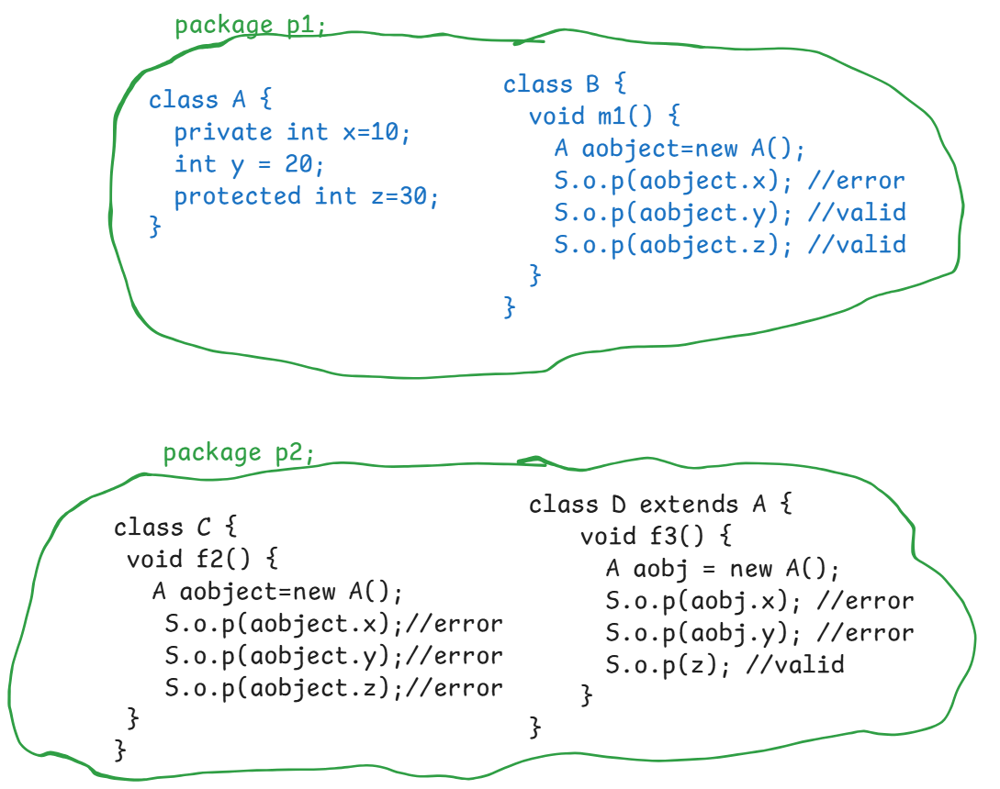 package p1;
class A {
private int x=10;
int y = 20;
protected int z=30;
}
class B {
void m1() {
A aobject=new A();
S.o.p(aobject.x); //error
S.o.p(aobject.y); //valid
S.o.p(aobject.z); //valid
}
}
package p2;
class C {
void f2() {
A aobject=new A();
S.o.p(aobject.x);//error
S.o.p(aobject.y);//error
S.o.p(aobject.z);//error
}
}
class D extends A {
void f3() {
A aobj = new A();
S.o.p(aobj.x); //error
S.o.p(aobj.y); //error
S.o.p(z); //valid
}
}